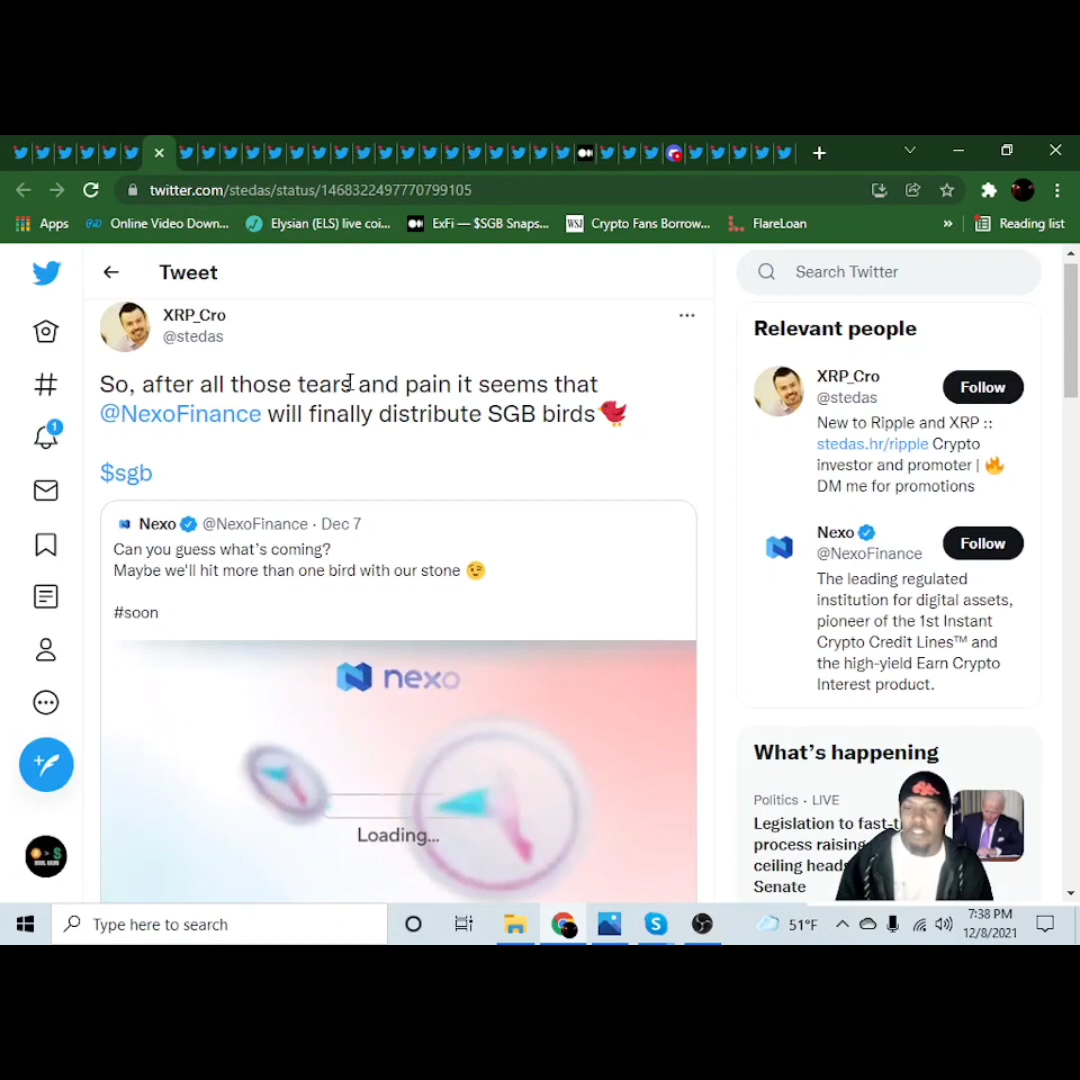 twitter.com/stedas/status/1468322497770799105
Apps
Online Video Down...
Elysian (ELS) live coi...
ExFi — $SGB Snaps...
WSJ
Crypto Fans Borrow...
FlareLoan
»
Reading list
Tweet
XRP_Cro
@stedas
So, after all those tears and pain it seems that
@NexoFinance will finally distribute SGB birds
$sgb
Nexo @NexoFinance · Dec 7
Can you guess what's coming?
Maybe we'll hit more than one bird with our stone
#soon
nexo
Loading...
1
Search Twitter
Relevant people
XRP_Cro
@stedas
Follow
New to Ripple and XRP ::
stedas.hr/ripple Crypto
investor and promoter |
DM me for promotions
Nexo
@NexoFinance
Follow
The leading regulated
institution for digital assets,
pioneer of the 1st Instant
Crypto Credit Lines™ and
the high-yield Earn Crypto
Interest product.
What's happening
Politics · LIVE
Legislation to fast-t
process raising
ceiling heads
Senate
Type here to search
51°F
7:38 PM
12/8/2021